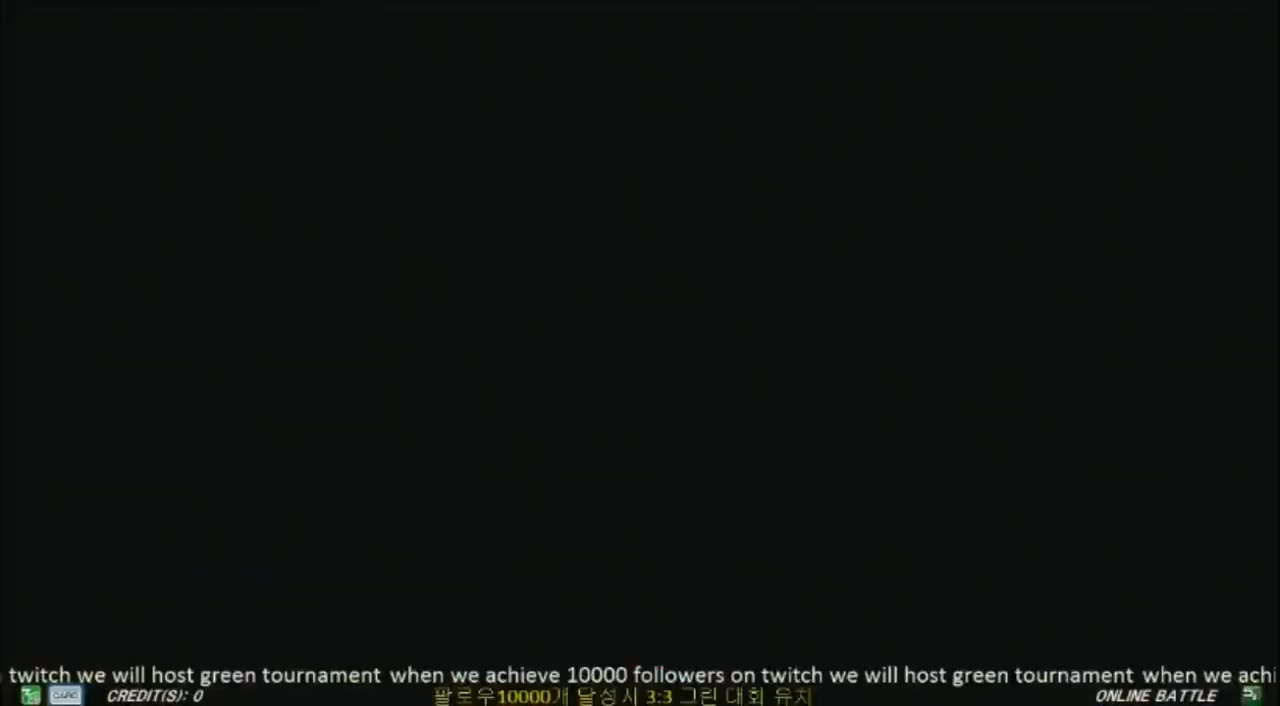 twitch we will host green tournament when we achieve 10000 followers on twitch we will host green tournament when we achi
CARD CREDIT(S): 0 팔로우10000개 달성시 3:3 그린 대회 유치 ONLINE BATTLE